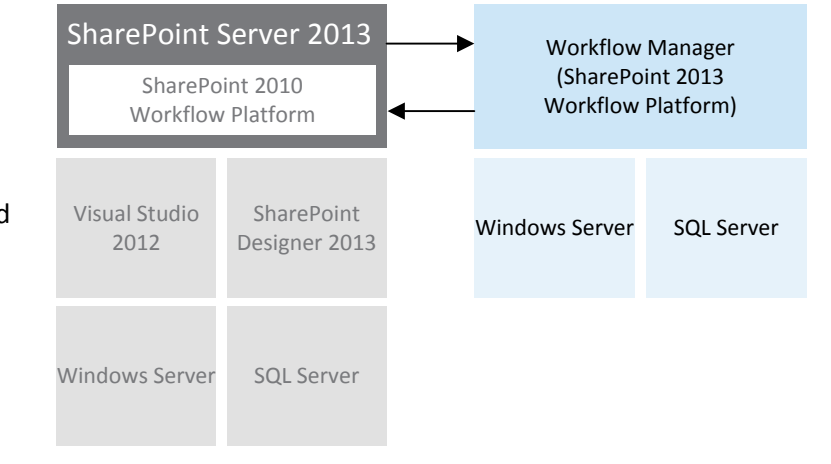 SharePoint Server 2013
SharePoint 2010
Workflow Platform
Workflow Manager
(SharePoint 2013
Workflow Platform)
d
Visual Studio
2012
SharePoint
Designer 2013
Windows Server
SQL Server
Windows Server
SQL Server